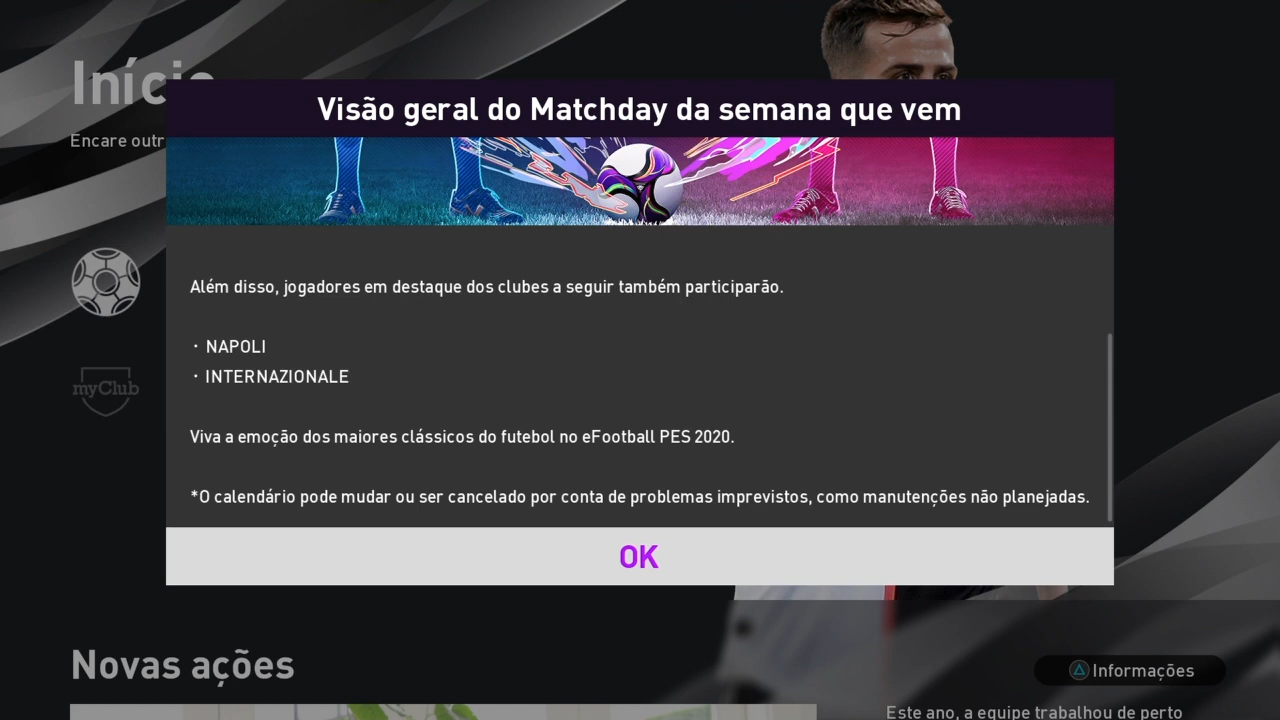 Iníci
Encare outr
Visão geral do Matchday da semana que vem
Além disso, jogadores em destaque dos clubes a seguir também participarão.
・NAPOLI
・INTERNAZIONALE
Viva a emoção dos maiores clássicos do futebol no eFootball PES 2020.
*O calendário pode mudar ou ser cancelado por conta de problemas imprevistos, como manutenções não planejadas.
OK
myClub
Novas ações
Informações
Este ano, a equipe trabalhou de perto